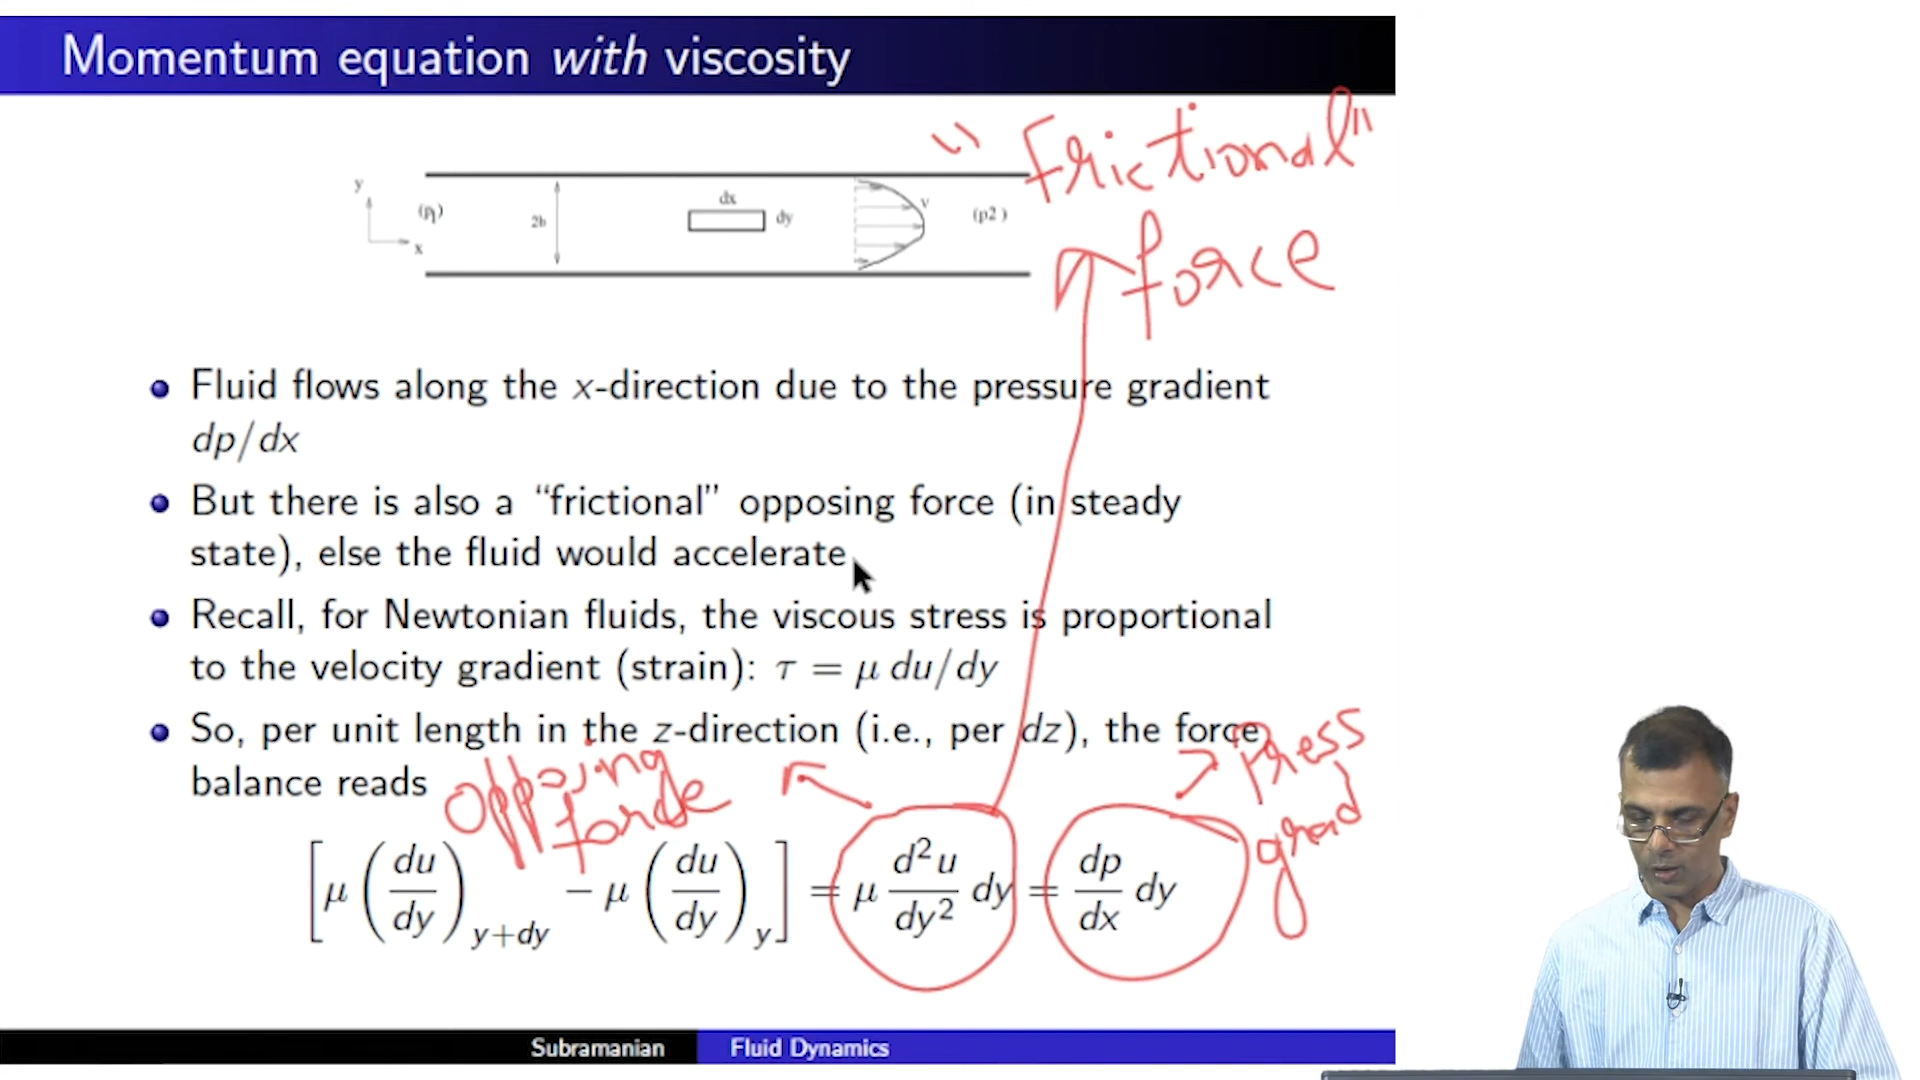 Momentum equation with viscosity
"Frictional"
force
y
x
(p1)
2b
dx
dy
v
(p2)
• Fluid flows along the x-direction due to the pressure gradient
dp/dx
• But there is also a “frictional” opposing force (in steady
state), else the fluid would accelerate
• Recall, for Newtonian fluids, the viscous stress is proportional
to the velocity gradient (strain): τ = μ du/dy
• So, per unit length in the z-direction (i.e., per dz), the force
balance reads
Opposing
force
Press
grad
[μ (du/dy)_{y+dy} − μ (du/dy)_y] = μ d²u/dy² dy = dp/dx dy
Subramanian Fluid Dynamics